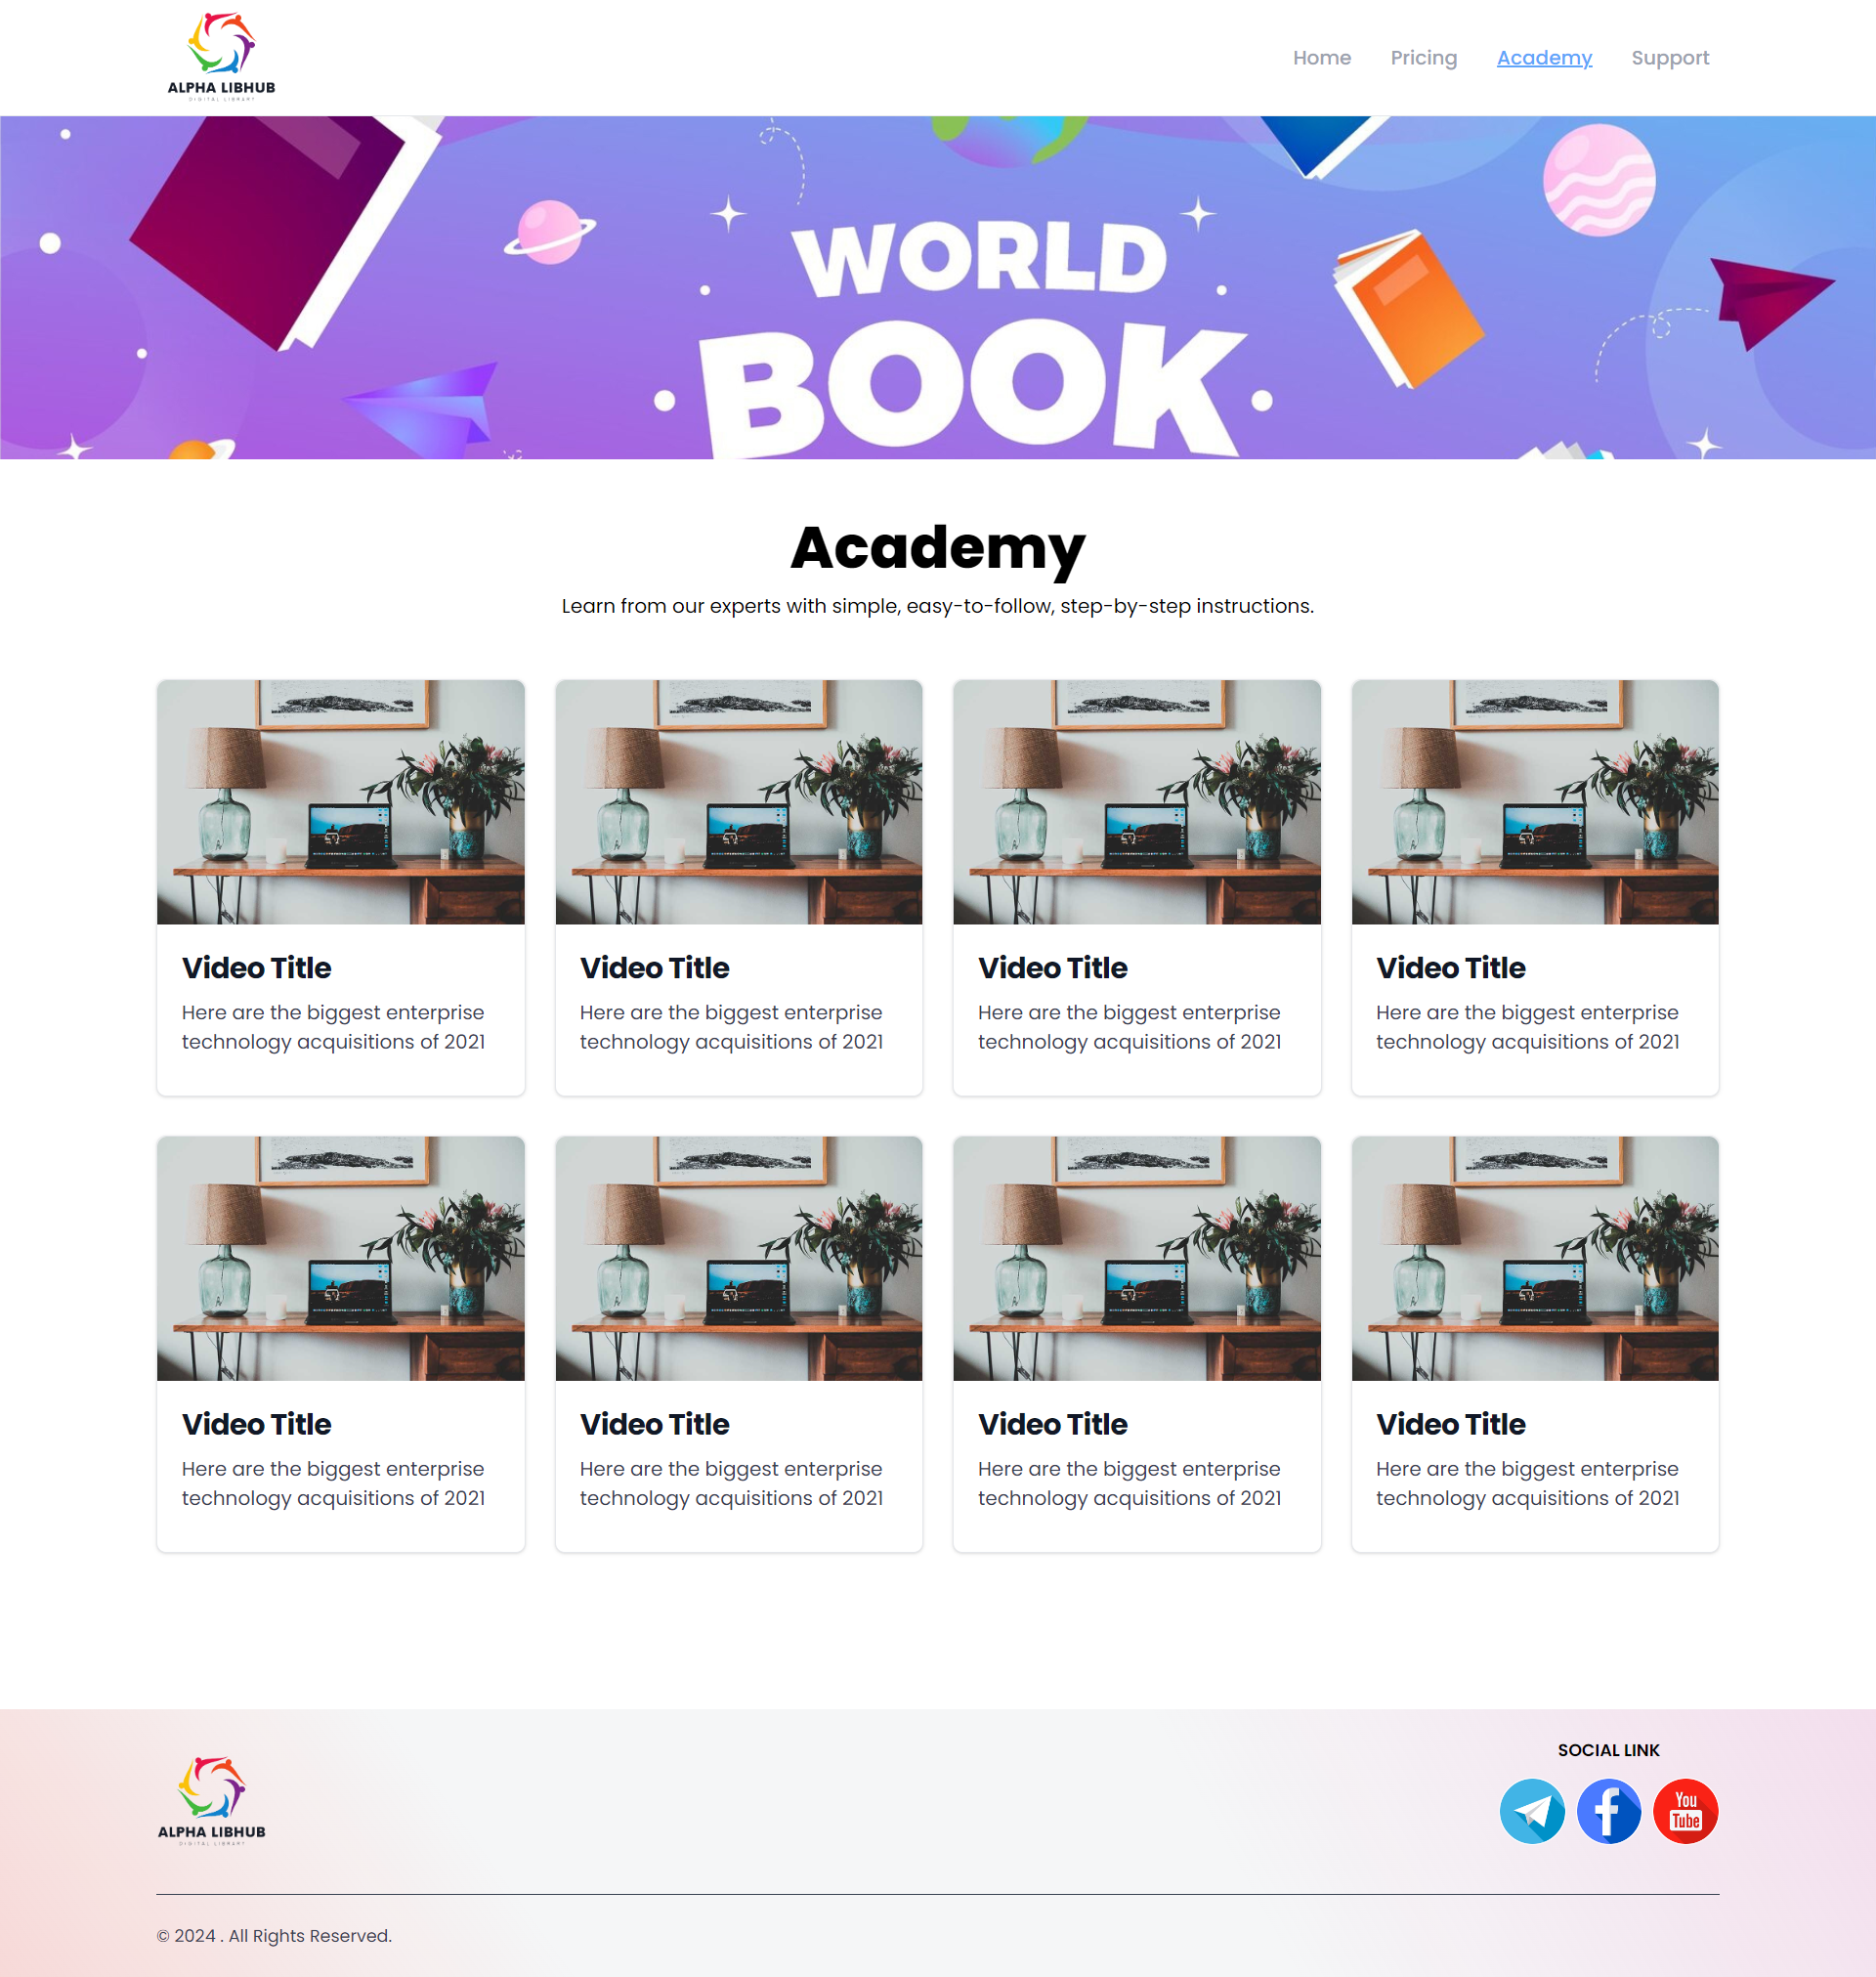 ALPHA LIBHUB
DIGITAL LIBRARY
Home Pricing Academy Support
WORLD
BOOK
Academy
Learn from our experts with simple, easy-to-follow, step-by-step instructions.
Video Title Video Title Video Title Video Title
Here are the biggest enterprise Here are the biggest enterprise Here are the biggest enterprise Here are the biggest enterprise
technology acquisitions of 2021 technology acquisitions of 2021 technology acquisitions of 2021 technology acquisitions of 2021
Video Title Video Title Video Title Video Title
Here are the biggest enterprise Here are the biggest enterprise Here are the biggest enterprise Here are the biggest enterprise
technology acquisitions of 2021 technology acquisitions of 2021 technology acquisitions of 2021 technology acquisitions of 2021
SOCIAL LINK
You
Tube
ALPHA LIBHUB
DIGITAL LIBRARY
© 2024 . All Rights Reserved.